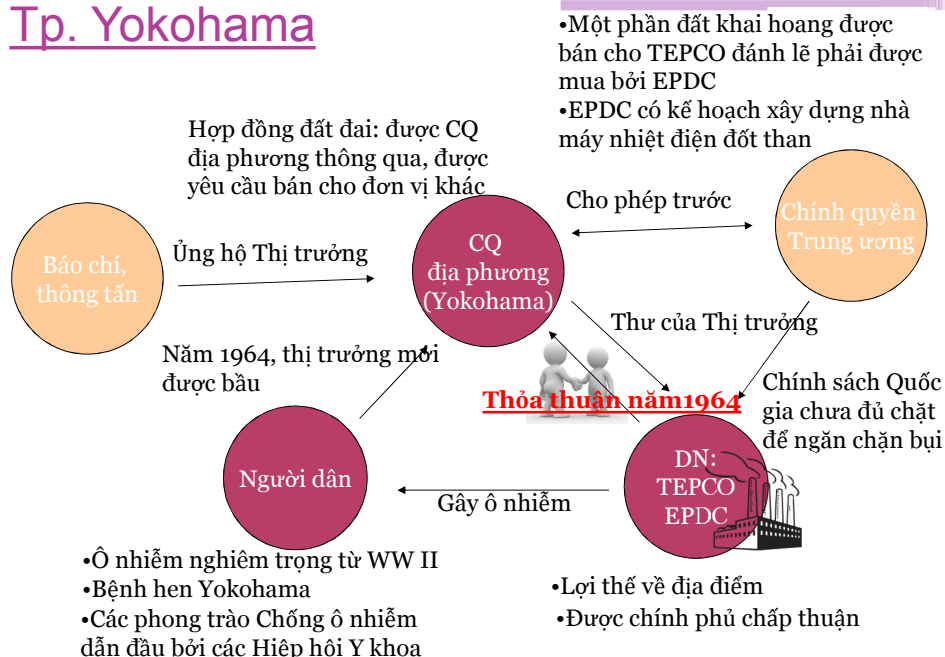 Tp. Yokohama
•Một phần đất khai hoang được
bán cho TEPCO đánh lẽ phải được
mua bởi EPDC
•EPDC có kế hoạch xây dựng nhà
máy nhiệt điện đốt than
Hợp đồng đất đai: được CQ
địa phương thông qua, được
yêu cầu bán cho đơn vị khác
Cho phép trước
Chính quyền
Trung ương
Báo chí,
thông tấn
Ủng hộ Thị trưởng
CQ
địa phương
(Yokohama)
Thư của Thị trưởng
Năm 1964, thị trưởng mới
được bầu
Thỏa thuận năm1964
Chính sách Quốc
gia chưa đủ chặt
để ngăn chặn bụi
Người dân
Gây ô nhiễm
DN:
TEPCO
EPDC
•Ô nhiễm nghiêm trọng từ WW II
•Bệnh hen Yokohama
•Các phong trào Chống ô nhiễm
dẫn đầu bởi các Hiệp hội Y khoa
•Lợi thế về địa điểm
•Được chính phủ chấp thuận